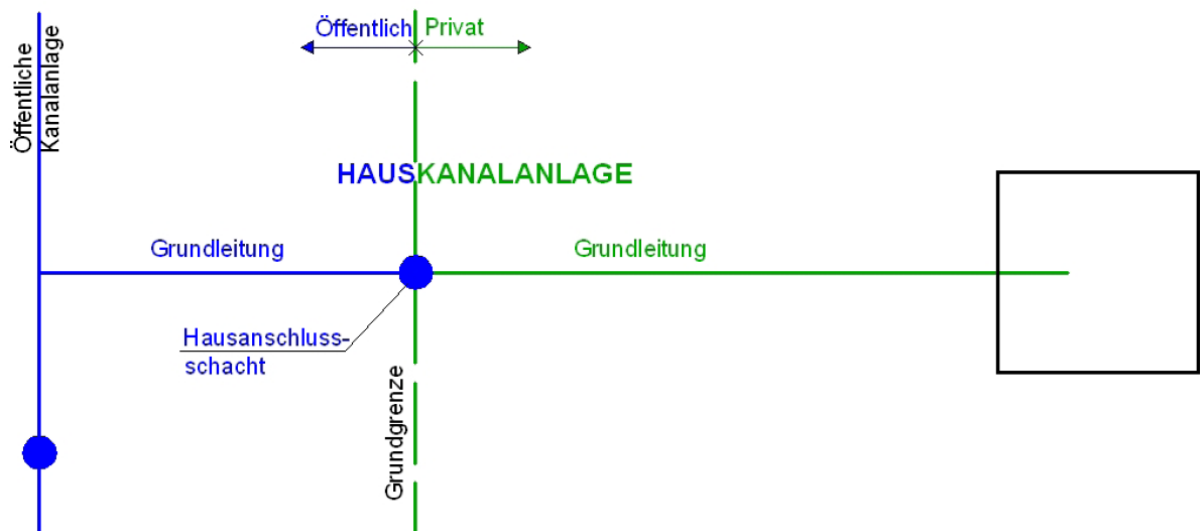 Öffentliche
Kanalanlage
Öffentlich
Privat
HAUSKANALANLAGE
Grundleitung
Grundleitung
Hausanschluss-
schacht
Grundgrenze